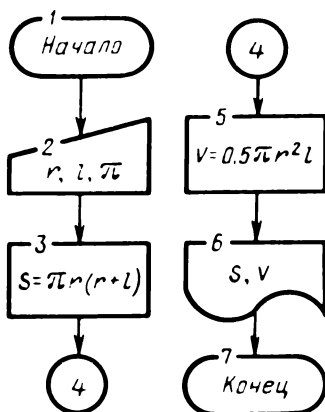 1
Начало
2
r, l, π
3
S=πr(r+l)
4
4
5
V=0.5πr²l
6
S, V
7
Конец